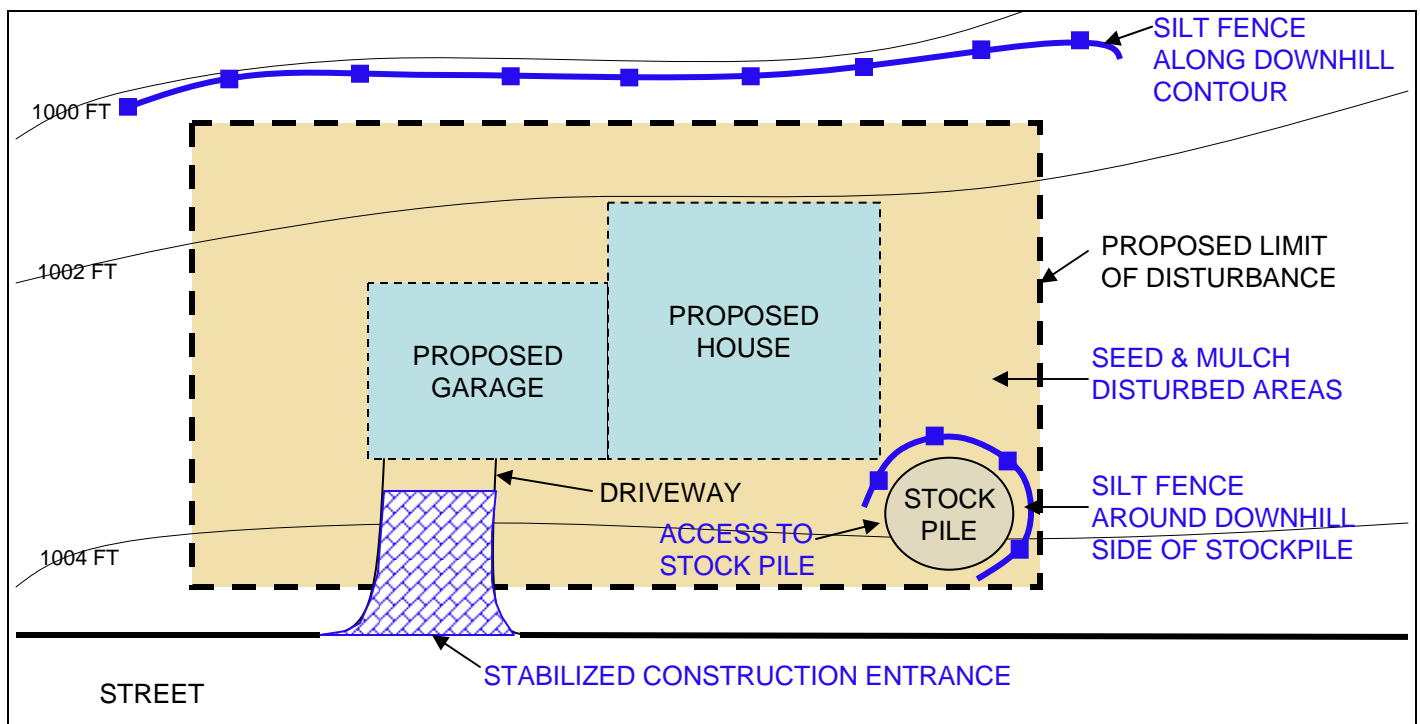 SILT FENCE
ALONG DOWNHILL
CONTOUR
1000 FT
1002 FT
PROPOSED LIMIT
OF DISTURBANCE
PROPOSED
HOUSE
PROPOSED
GARAGE
SEED & MULCH
DISTURBED AREAS
DRIVEWAY
STOCK
PILE
SILT FENCE
AROUND DOWNHILL
SIDE OF STOCKPILE
ACCESS TO
STOCK PILE
1004 FT
STABILIZED CONSTRUCTION ENTRANCE
STREET